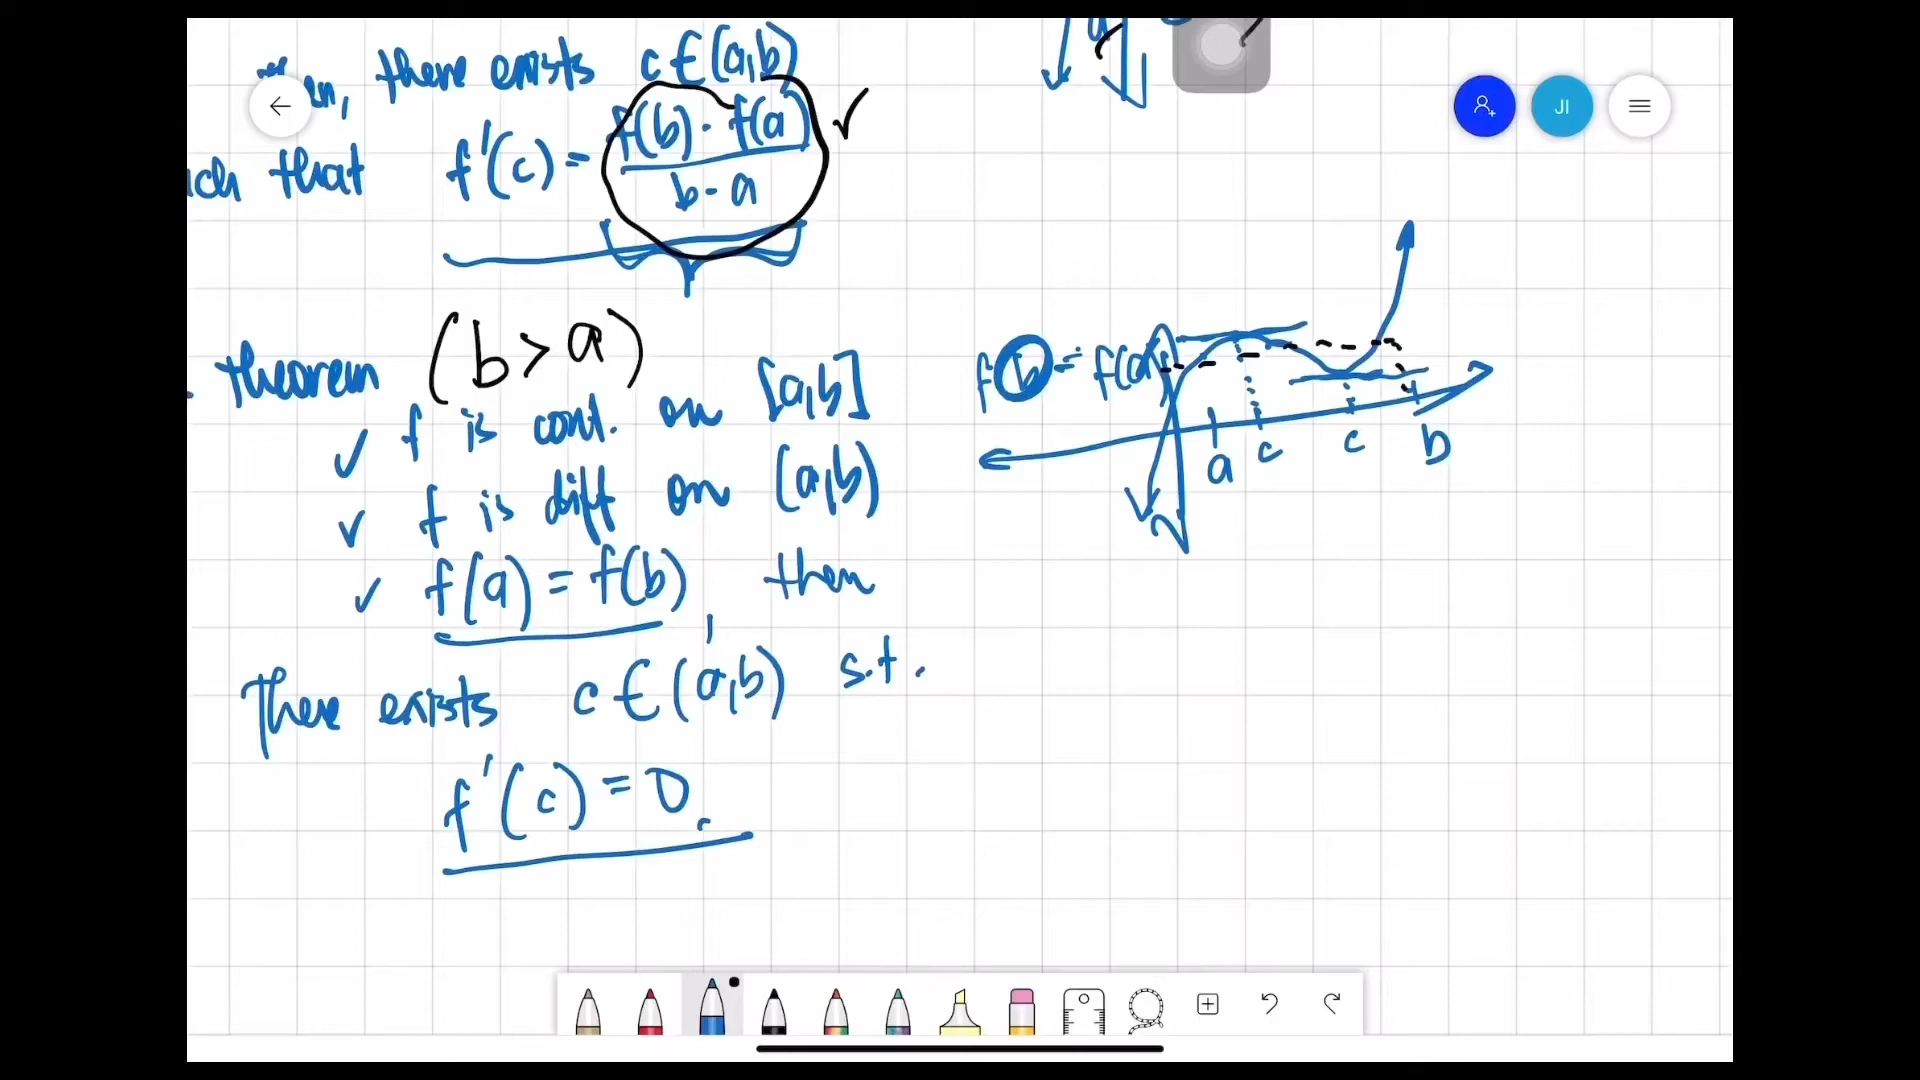 there exists c ∈ (a,b)
that f'(c) = f(b) - f(a) / b - a
theorem (b > a)
✓ f is cont. on [a,b]
✓ f is diff on (a,b)
✓ f(a) = f(b), then
There exists c ∈ (a,b) s.t.
f'(c) = 0.
f(b) = f(a)
a c c b
JI